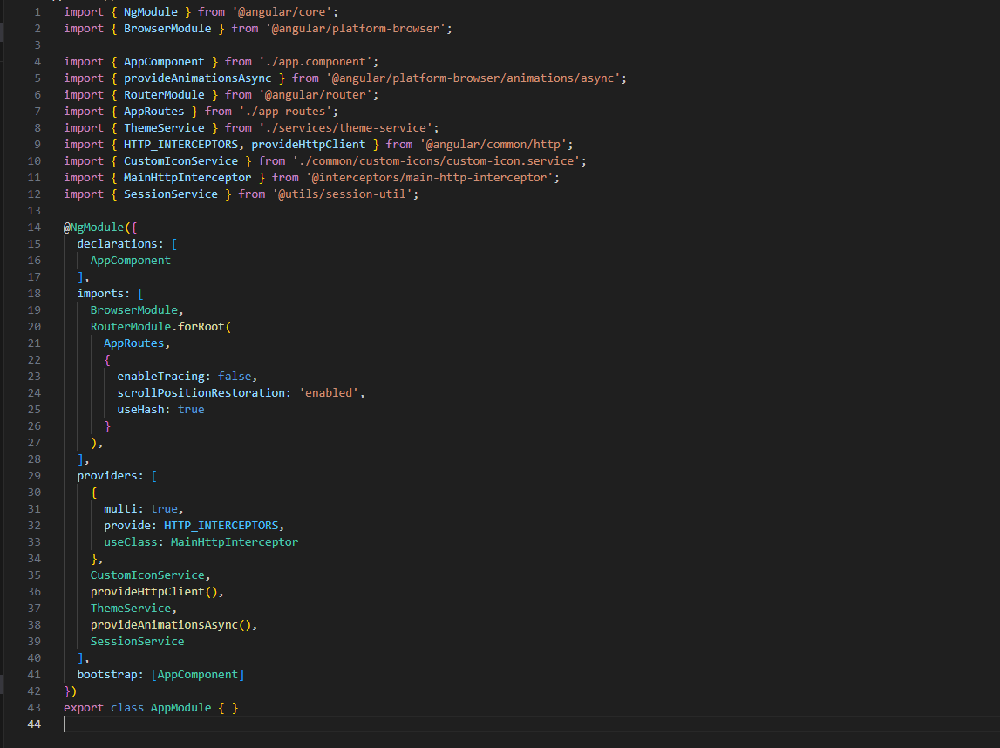 1 import { NgModule } from '@angular/core';
2 import { BrowserModule } from '@angular/platform-browser';
3
4 import { AppComponent } from './app.component';
5 import { provideAnimationsAsync } from '@angular/platform-browser/animations/async';
6 import { RouterModule } from '@angular/router';
7 import { AppRoutes } from './app-routes';
8 import { ThemeService } from './services/theme-service';
9 import { HTTP_INTERCEPTORS, provideHttpClient } from '@angular/common/http';
10 import { CustomIconService } from './common/custom-icons/custom-icon.service';
11 import { MainHttpInterceptor } from '@interceptors/main-http-interceptor';
12 import { SessionService } from '@utils/session-util';
13
14 @NgModule({
15   declarations: [
16     AppComponent
17   ],
18   imports: [
19     BrowserModule,
20     RouterModule.forRoot(
21       AppRoutes,
22       {
23         enableTracing: false,
24         scrollPositionRestoration: 'enabled',
25         useHash: true
26       }
27     ),
28   ],
29   providers: [
30     {
31       multi: true,
32       provide: HTTP_INTERCEPTORS,
33       useClass: MainHttpInterceptor
34     },
35     CustomIconService,
36     provideHttpClient(),
37     ThemeService,
38     provideAnimationsAsync(),
39     SessionService
40   ],
41   bootstrap: [AppComponent]
42 })
43 export class AppModule { }
44